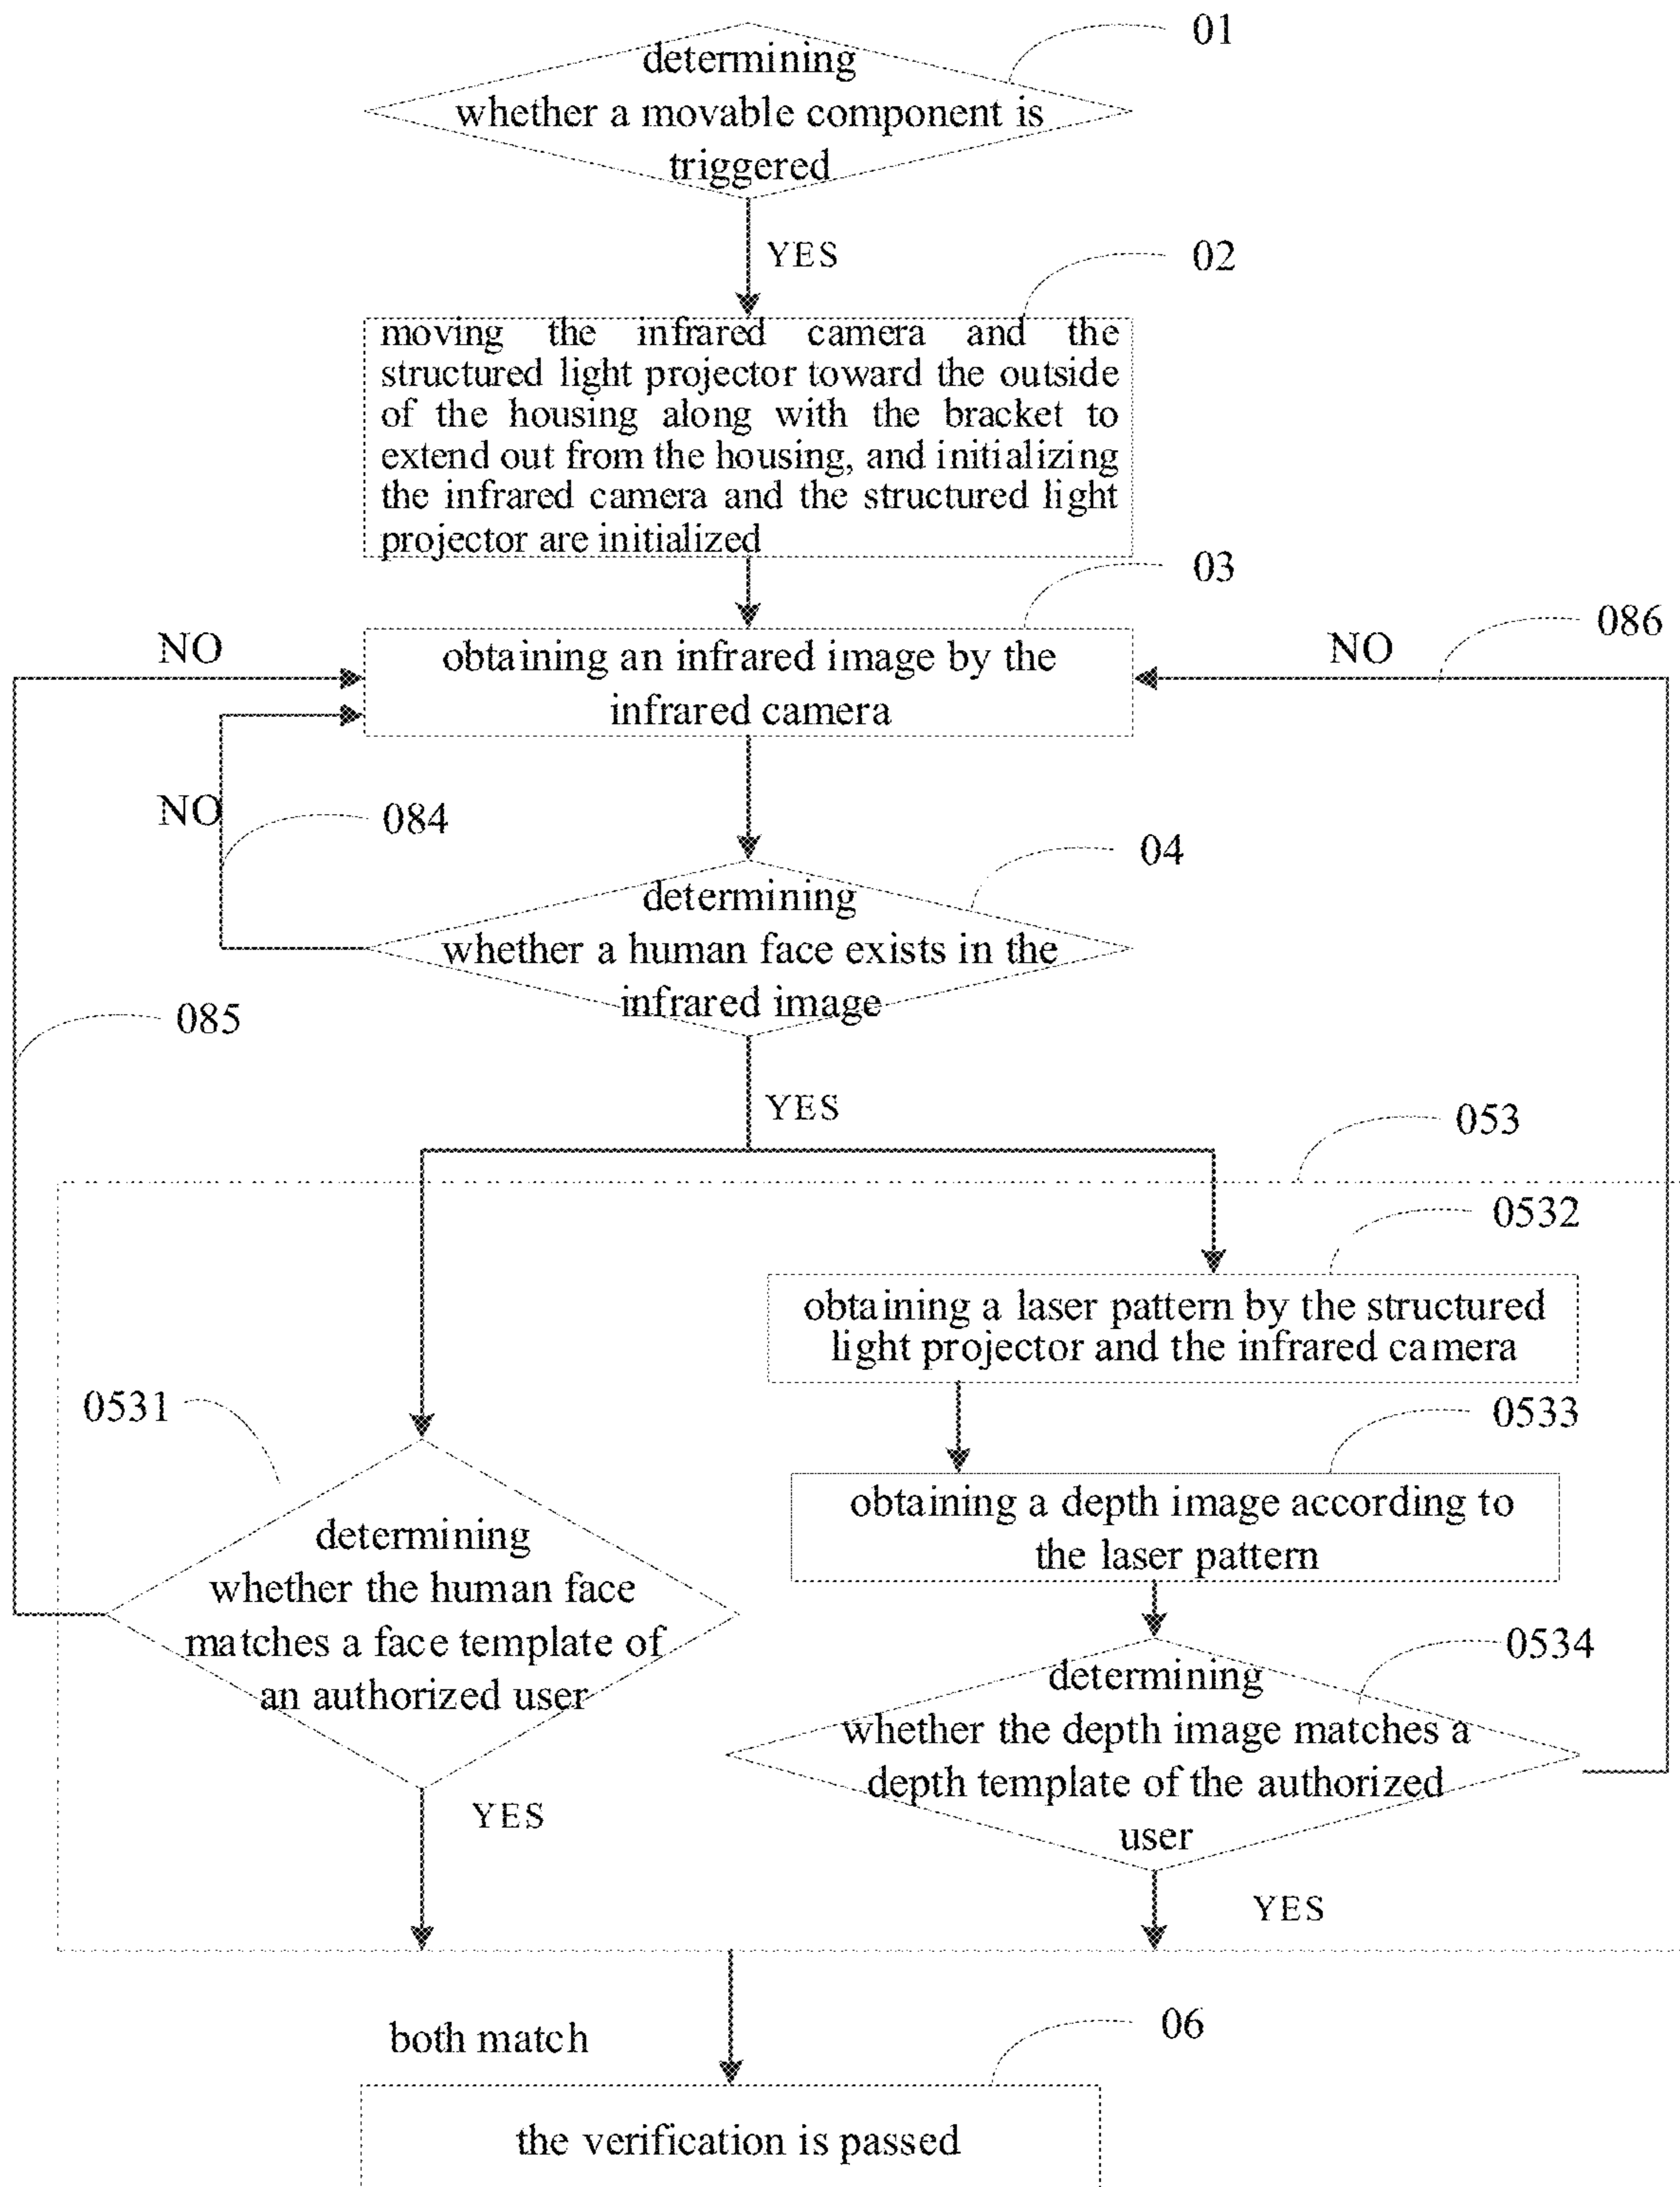 01
determining
whether a movable component is
triggered
YES
02
moving the infrared camera and the
structured light projector toward the outside
of the housing along with the bracket to
extend out from the housing, and initializing
the infrared camera and the structured light
projector are initialized
03
086
NO
NO
obtaining an infrared image by the
infrared camera
NO
084
04
determining
whether a human face exists in the
infrared image
085
YES
053
0532
obtaining a laser pattern by the structured
light projector and the infrared camera
0531
0533
obtaining a depth image according to
the laser pattern
determining
whether the human face
matches a face template of
an authorized user
0534
determining
whether the depth image matches a
depth template of the authorized
user
YES
YES
both match
06
the verification is passed